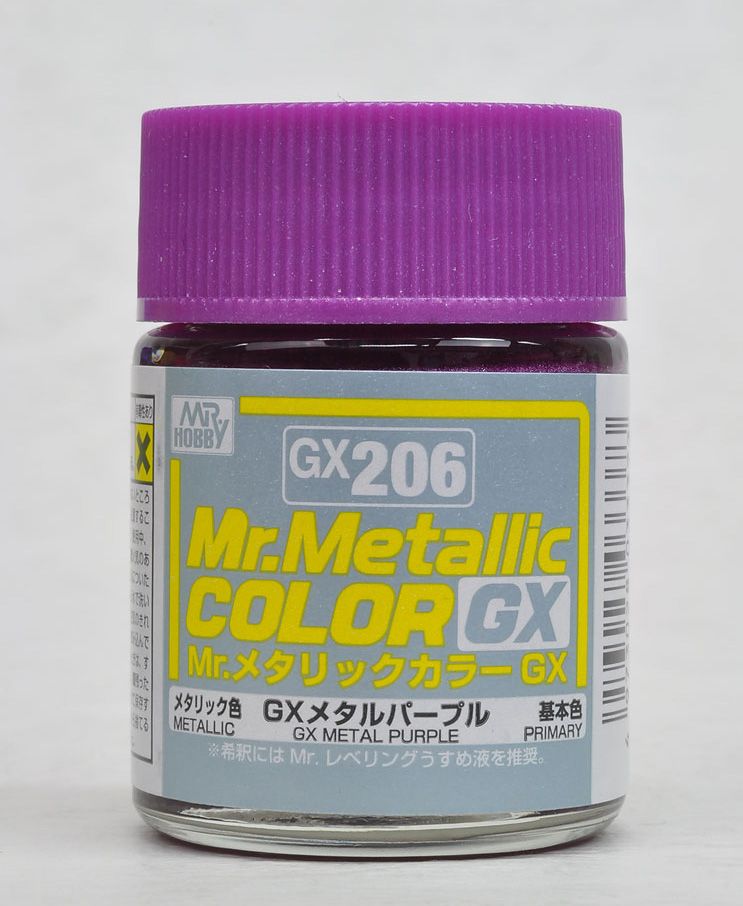 MR
HOBBY
GX206
Mr.Metallic
COLOR GX
Mr.メタリックカラー GX
メタリック色
METALLIC
GXメタルパープル
GX METAL PURPLE
基本色
PRIMARY
※希釈には Mr. レベリングうすめ液を推奨。